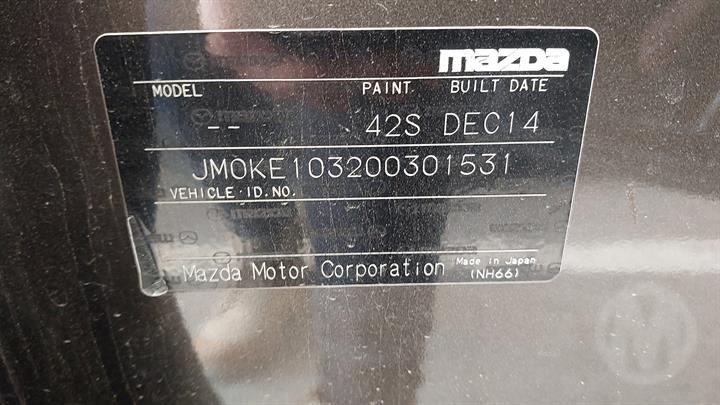 mazda
MODEL PAINT BUILT DATE
-- 42S DEC14
JM0KE103200301531
VEHICLE·ID.NO.
Mazda Motor Corporation Made in Japan
(NH66)